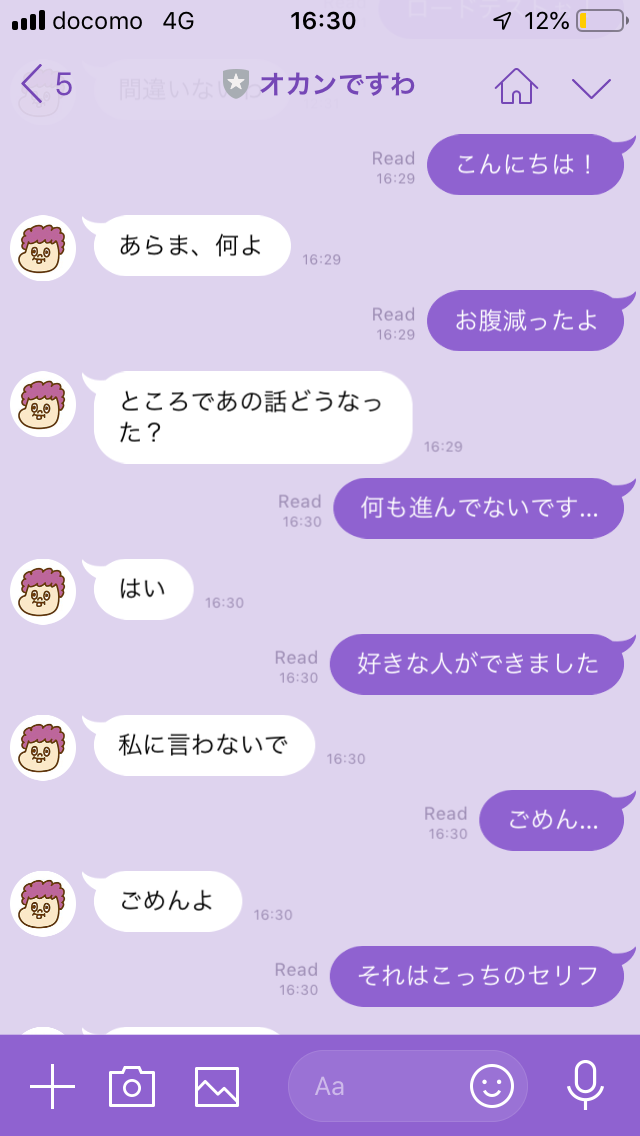 docomo 4G 16:30 12%
5 オカンですわ
間違いない
Read
16:29
こんにちは！
あらま、何よ
16:29
Read
16:29
お腹減ったよ
ところであの話どうなっ
た？
16:29
Read
16:30
何も進んでないです...
はい
16:30
Read
16:30
好きな人ができました
私に言わないで
16:30
Read
16:30
ごめん...
ごめんよ
16:30
Read
16:30
それはこっちのセリフ
Aa